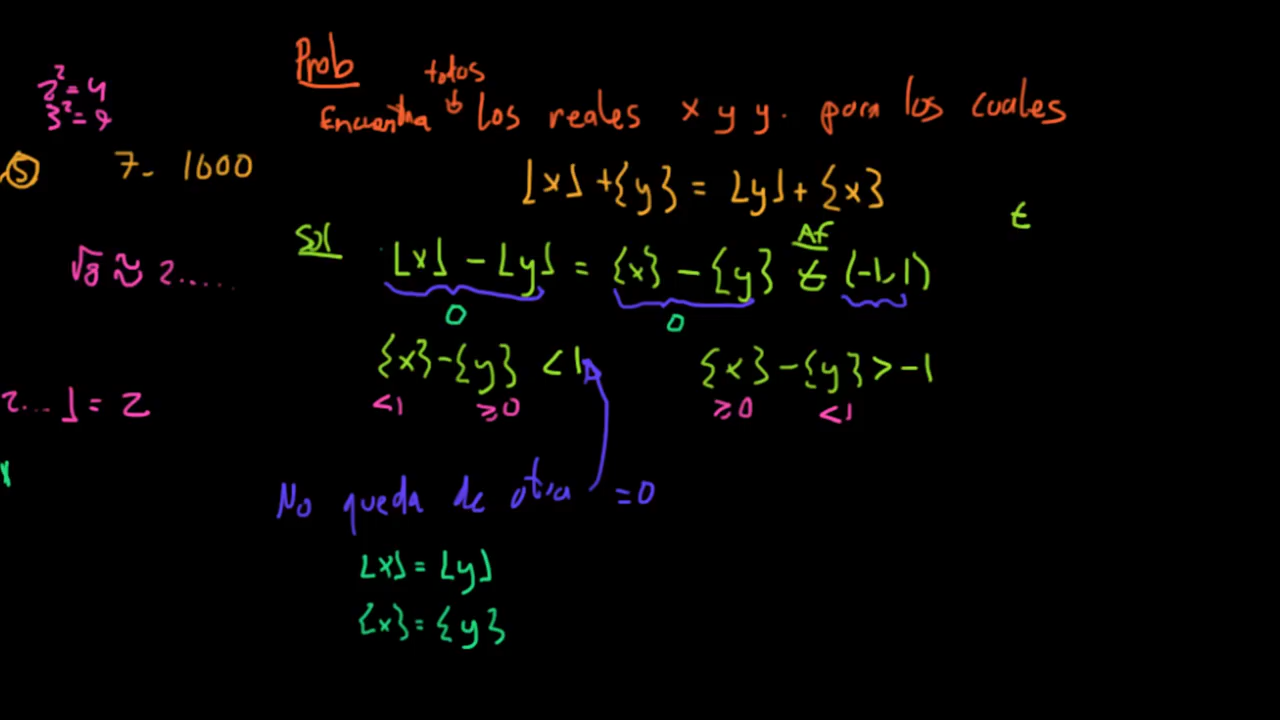 2² = 4
3² = 9
5 7- 1600
√8 ≈ 2.....
2...⌋ = 2
x
Prob
todos
Encuentra ↓ los reales x y y. para los cuales
⌊x⌋ + {y} = ⌊y⌋ + {x}
t
Sol
Af
⌊x⌋ - ⌊y⌋ = {x} - {y} ∈ (-1,1)
0 0
{x} - {y} < 1 {x} - {y} > -1
<1 ≥0 ≥0 <1
No queda de otra = 0
⌊x⌋ = ⌊y⌋
{x} = {y}